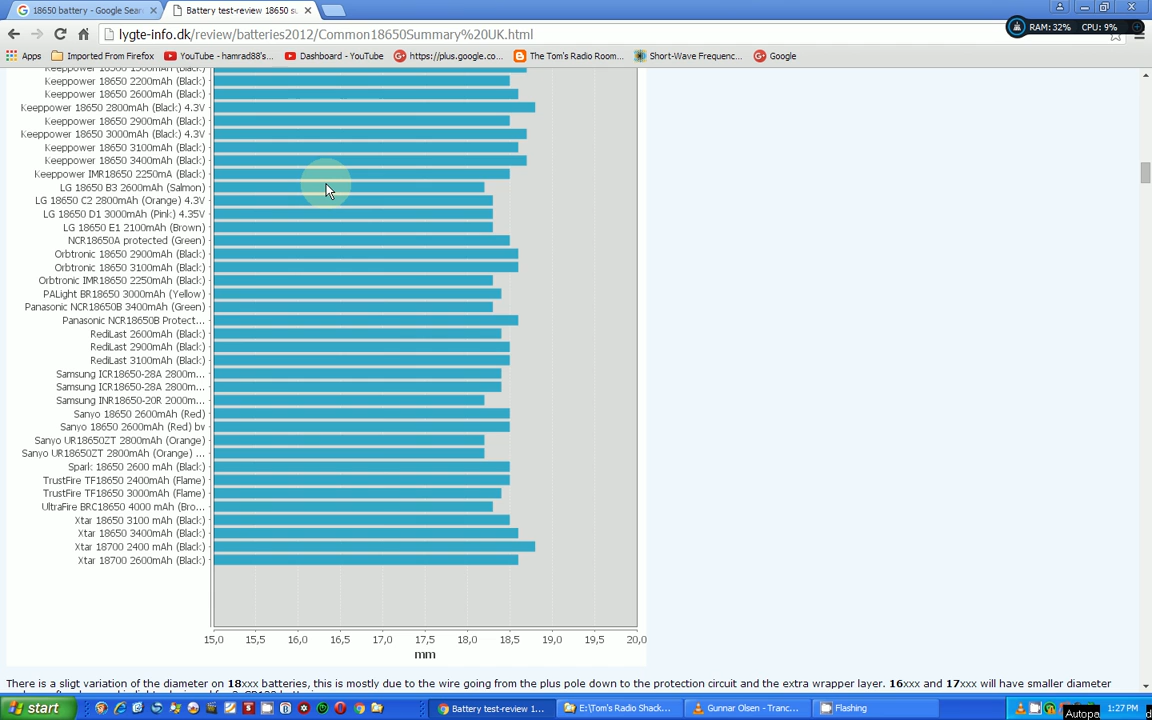 18650 battery - Google Sear
Battery test-review 18650 su
lygte-info.dk/review/batteries2012/Common18650Summary%20UK.html
RAM: 32% CPU: 9%
Apps
Imported From Firefox
YouTube - hamrad88's...
Dashboard - YouTube
https://plus.google.co...
The Tom's Radio Room...
Short-Wave Frequenc...
Google
Keeppower 18650 2200mAh (Black)
Keeppower 18650 2600mAh (Black)
Keeppower 18650 2800mAh (Black) 4.3V
Keeppower 18650 2900mAh (Black)
Keeppower 18650 3000mAh (Black) 4.3V
Keeppower 18650 3100mAh (Black)
Keeppower 18650 3400mAh (Black)
Keeppower IMR18650 2250mA (Black)
LG 18650 B3 2600mAh (Salmon)
LG 18650 C2 2800mAh (Orange) 4.3V
LG 18650 D1 3000mAh (Pink) 4.35V
LG 18650 E1 2100mAh (Brown)
NCR18650A protected (Green)
Orbtronic 18650 2900mAh (Black)
Orbtronic 18650 3100mAh (Black)
Orbtronic IMR18650 2250mAh (Black)
PALight BR18650 3000mAh (Yellow)
Panasonic NCR18650B 3400mAh (Green)
Panasonic NCR18650B Protect...
RediLast 2600mAh (Black)
RediLast 2900mAh (Black)
RediLast 3100mAh (Black)
Samsung ICR18650-28A 2800m...
Samsung ICR18650-28A 2800m...
Samsung INR18650-20R 2000m...
Sanyo 18650 2600mAh (Red)
Sanyo 18650 2600mAh (Red) bv
Sanyo UR18650ZT 2800mAh (Orange)
Sanyo UR18650ZT 2800mAh (Orange) ...
Spark 18650 2600 mAh (Black)
TrustFire TF18650 2400mAh (Flame)
TrustFire TF18650 3000mAh (Flame)
UltraFire BRC18650 4000 mAh (Bro...
Xtar 18650 3100 mAh (Black)
Xtar 18650 3400mAh (Black)
Xtar 18700 2400 mAh (Black)
Xtar 18700 2600mAh (Black)
15,0 15,5 16,0 16,5 17,0 17,5 18,0 18,5 19,0 19,5 20,0
mm
There is a sligt variation of the diameter on 18xxx batteries, this is mostly due to the wire going from the plus pole down to the protection circuit and the extra wrapper layer. 16xxx and 17xxx will have smaller diameter
start
Battery test-review 1...
E:\Tom's Radio Shack...
Gunnar Olsen - Tranc...
Flashing
1:27 PM
Autopa